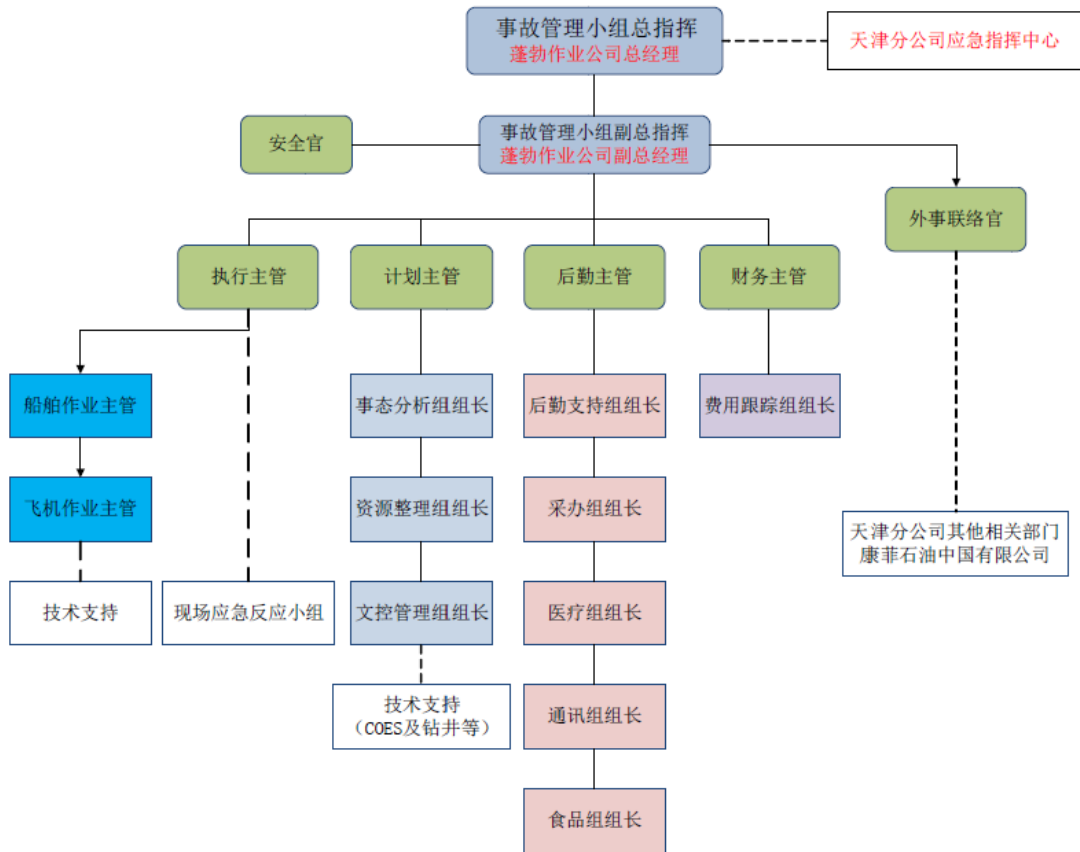 事故管理小组总指挥
蓬勃作业公司总经理
天津分公司应急指挥中心
安全官
事故管理小组副总指挥
蓬勃作业公司副总经理
外事联络官
执行主管
计划主管
后勤主管
财务主管
船舶作业主管
事态分析组组长
后勤支持组组长
费用跟踪组组长
飞机作业主管
资源整理组组长
采办组组长
天津分公司其他相关部门
康菲石油中国有限公司
技术支持
现场应急反应小组
文控管理组组长
医疗组组长
技术支持
（COES及钻井等）
通讯组组长
食品组组长